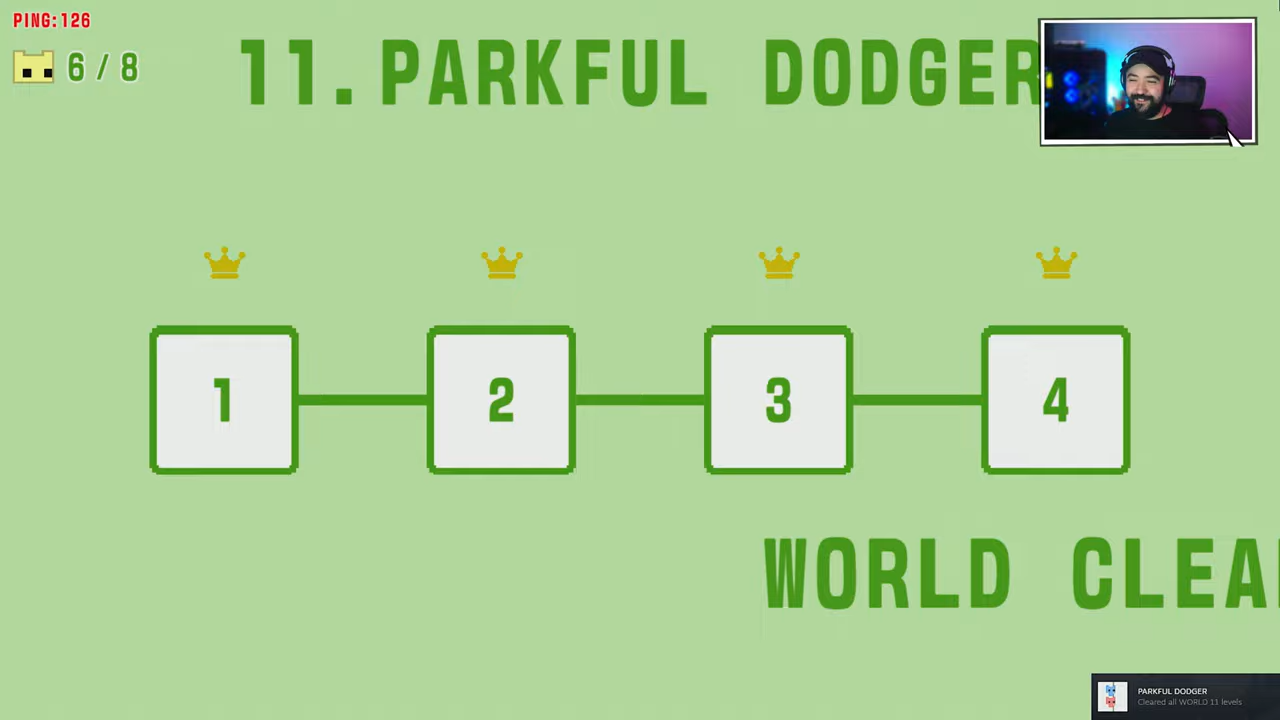 PING:126
6 / 8
11. PARKFUL DODGER
1
2
3
4
WORLD CLEA
PARKFUL DODGER
Cleared all WORLD 11 levels